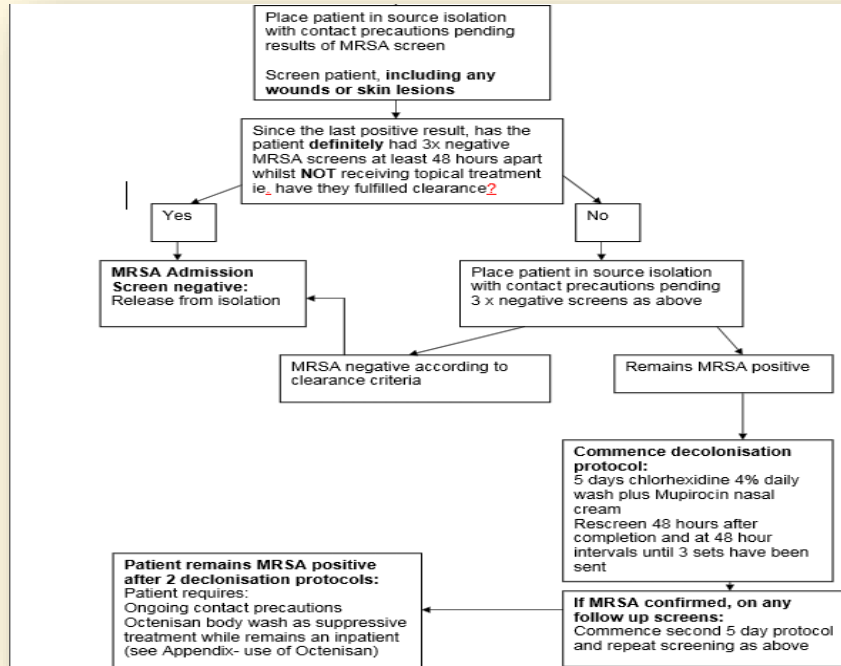 Place patient in source isolation
with contact precautions pending
results of MRSA screen
Screen patient, including any
wounds or skin lesions
Since the last positive result, has the
patient definitely had 3x negative
MRSA screens at least 48 hours apart
whilst NOT receiving topical treatment
ie, have they fulfilled clearance?
Yes
No
MRSA Admission
Screen negative:
Release from isolation
Place patient in source isolation
with contact precautions pending
3 x negative screens as above
MRSA negative according to
clearance criteria
Remains MRSA positive
Commence decolonisation
protocol:
5 days chlorhexidine 4% daily
wash plus Mupirocin nasal
cream
Rescreen 48 hours after
completion and at 48 hour
intervals until 3 sets have been
sent
Patient remains MRSA positive
after 2 declonisation protocols:
Patient requires:
Ongoing contact precautions
Octenisan body wash as suppressive
treatment while remains an inpatient
(see Appendix- use of Octenisan)
If MRSA confirmed, on any
follow up screens:
Commence second 5 day protocol
and repeat screening as above